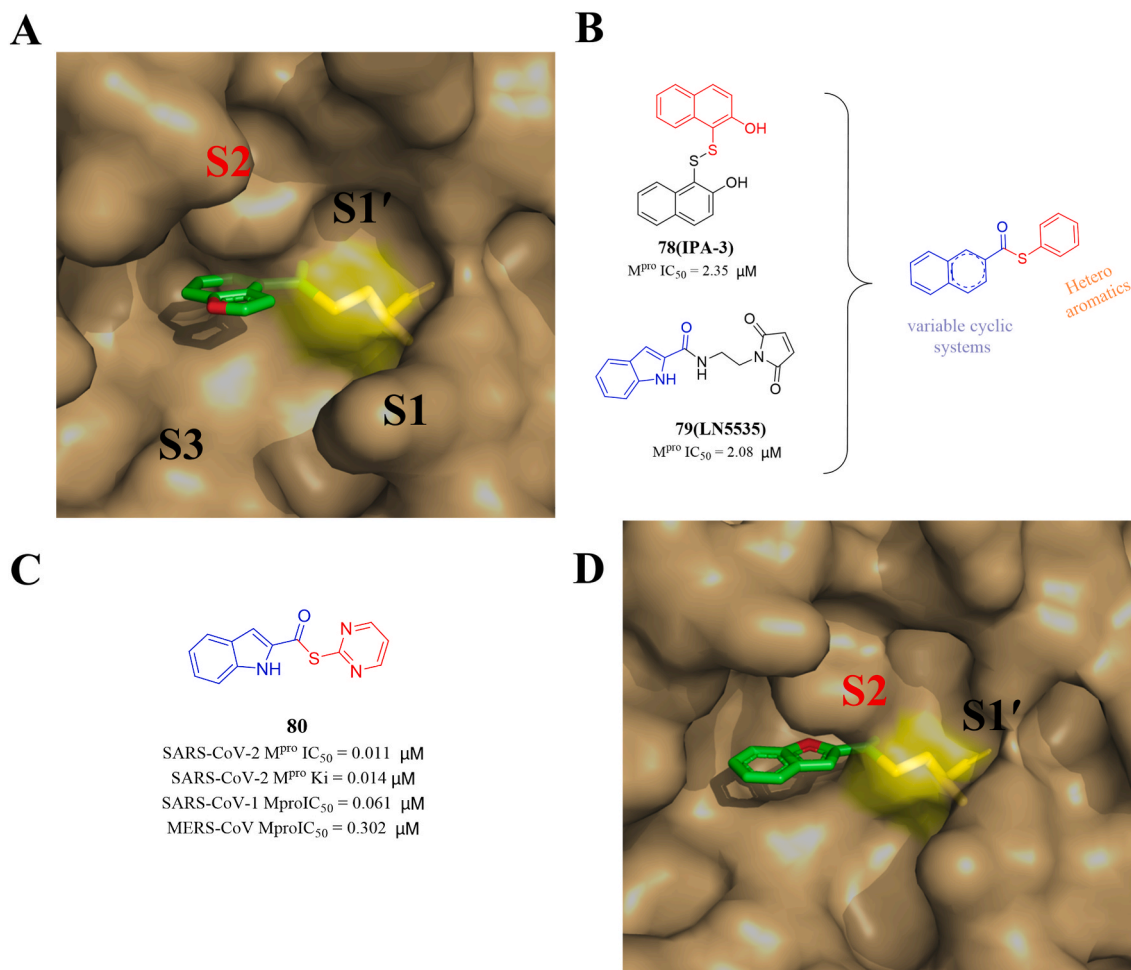 A
S2
S1′
S1
S3
B
OH
S
S
OH
78(IPA-3)
Mpro IC50 = 2.35 μM
O
N
H
N
O
O
NH
79(LN5535)
Mpro IC50 = 2.08 μM
O
S
Hetero
aromatics
variable cyclic
systems
C
O
N
S
N
NH
80
SARS-CoV-2 Mpro IC50 = 0.011 μM
SARS-CoV-2 Mpro Ki = 0.014 μM
SARS-CoV-1 MproIC50 = 0.061 μM
MERS-CoV MproIC50 = 0.302 μM
D
S2
S1′